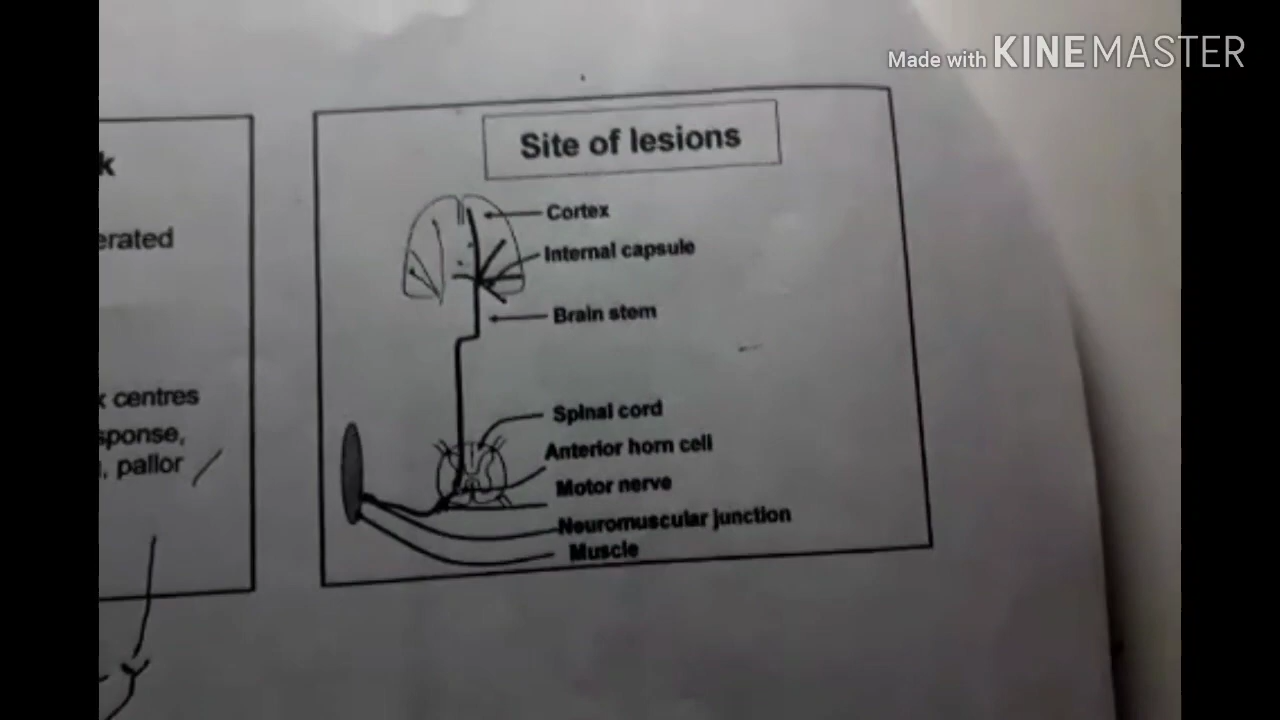 Made with KINEMASTER
k
erated
centres
sponse,
, pallor
Site of lesions
Cortex
Internal capsule
Brain stem
Spinal cord
Anterior horn cell
Motor nerve
Neuromuscular junction
Muscle